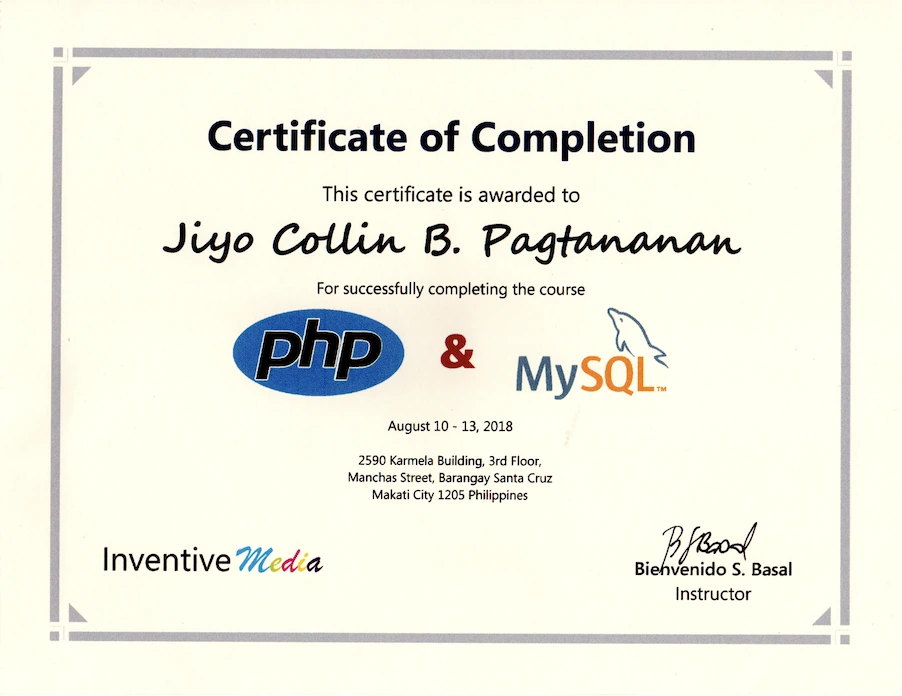 Certificate of Completion
This certificate is awarded to
Jiyo Collin B. Pagtananan
For successfully completing the course
php & MySQL™
August 10 - 13, 2018
2590 Karmela Building, 3rd Floor,
Manchas Street, Barangay Santa Cruz
Makati City 1205 Philippines
Inventive Media
Bienvenido S. Basal
Instructor